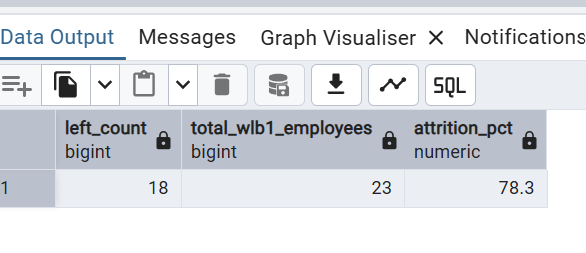 Data Output Messages Graph Visualiser Notifications
SQL
left_count total_wlb1_employees attrition_pct
bigint bigint numeric
1 18 23 78.3